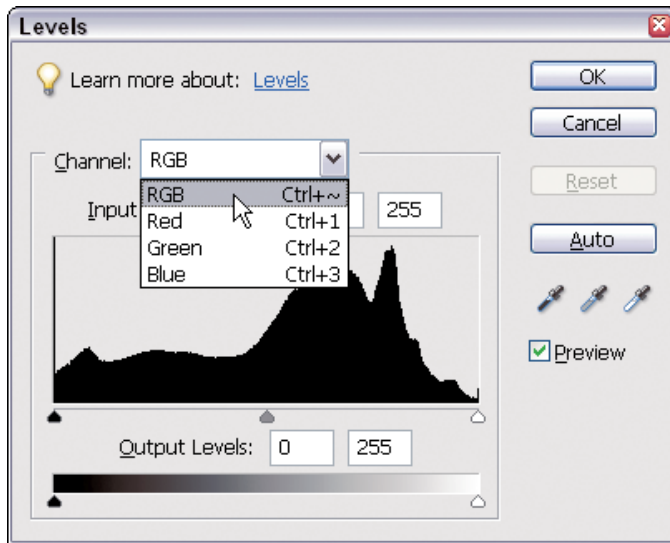 Levels
Learn more about: Levels
OK
Cancel
Channel: RGB
RGB Ctrl+~
Red Ctrl+1
Green Ctrl+2
Blue Ctrl+3
Input
255
Reset
Auto
Preview
Output Levels: 0 255